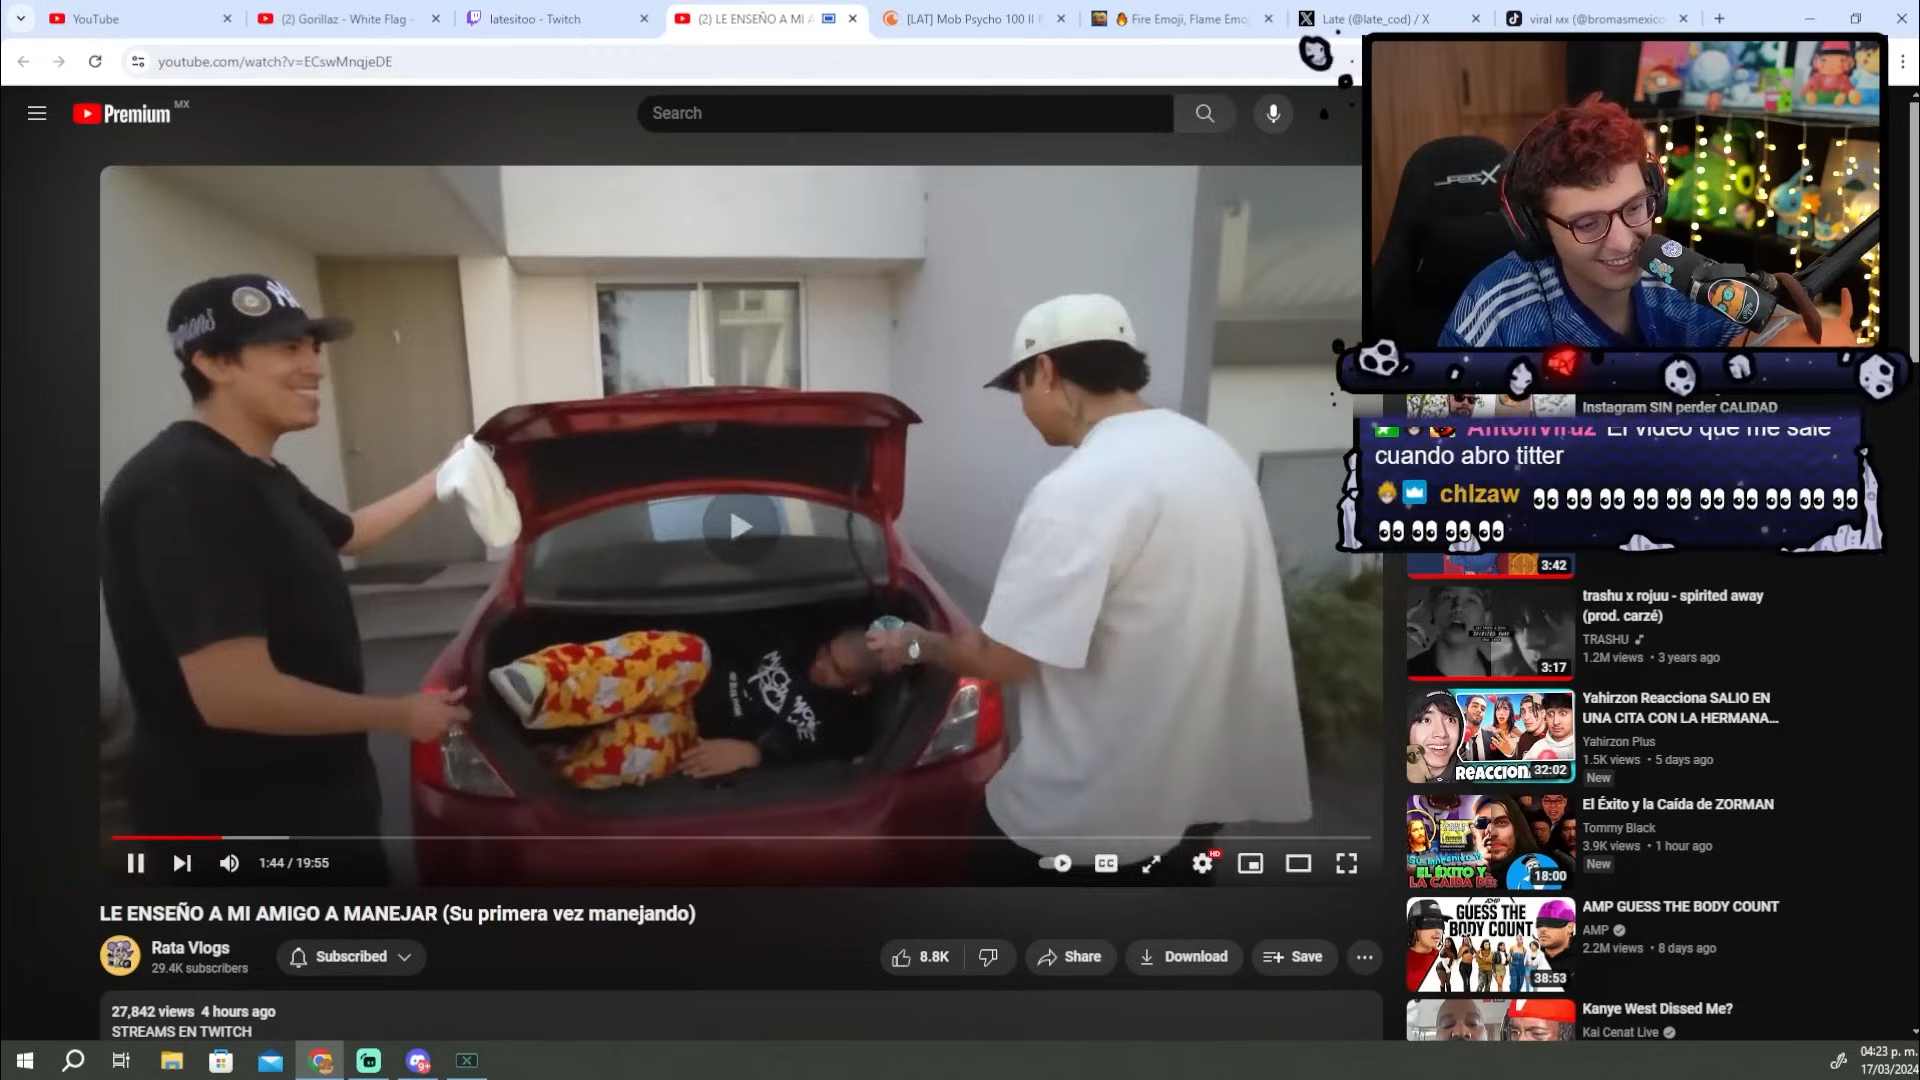 YouTube
(2) Gorillaz - White Flag -
latesitoo - Twitch
(2) LE ENSEÑO A MI A
[LAT] Mob Psycho 100 II
Fire Emoji, Flame Emo
Late (@late_cod) / X
viral мx (@bromasmexico
youtube.com/watch?v=ECswMnqjeDE
Premium MX
Search
1:44 / 19:55
CC
HD
LE ENSEÑO A MI AMIGO A MANEJAR (Su primera vez manejando)
Rata Vlogs
29.4K subscribers
Subscribed
8.8K
Share
Download
Save
27,842 views 4 hours ago
STREAMS EN TWITCH
Instagram SIN perder CALIDAD
AntonViruz El video que me sale
cuando abro titter
chlzaw 👀 👀 👀 👀 👀 👀 👀 👀 👀 👀
👀 👀 👀 👀
3:42
trashu x rojuu - spirited away
(prod. carzé)
TRASHU
1.2M views • 3 years ago
3:17
Yahirzon Reacciona SALIO EN
UNA CITA CON LA HERMANA...
Yahirzon Plus
1.5K views • 5 days ago
New
REACCION
32:02
El Éxito y la Caída de ZORMAN
Tommy Black
3.9K views • 1 hour ago
New
EL ÉXITO Y
LA CAÍDA DE:
18:00
AMP GUESS THE BODY COUNT
AMP
2.2M views • 8 days ago
AMP
GUESS THE
BODY COUNT
38:53
Kanye West Dissed Me?
Kai Cenat Live
9+
04:23 p. m.
17/03/2024